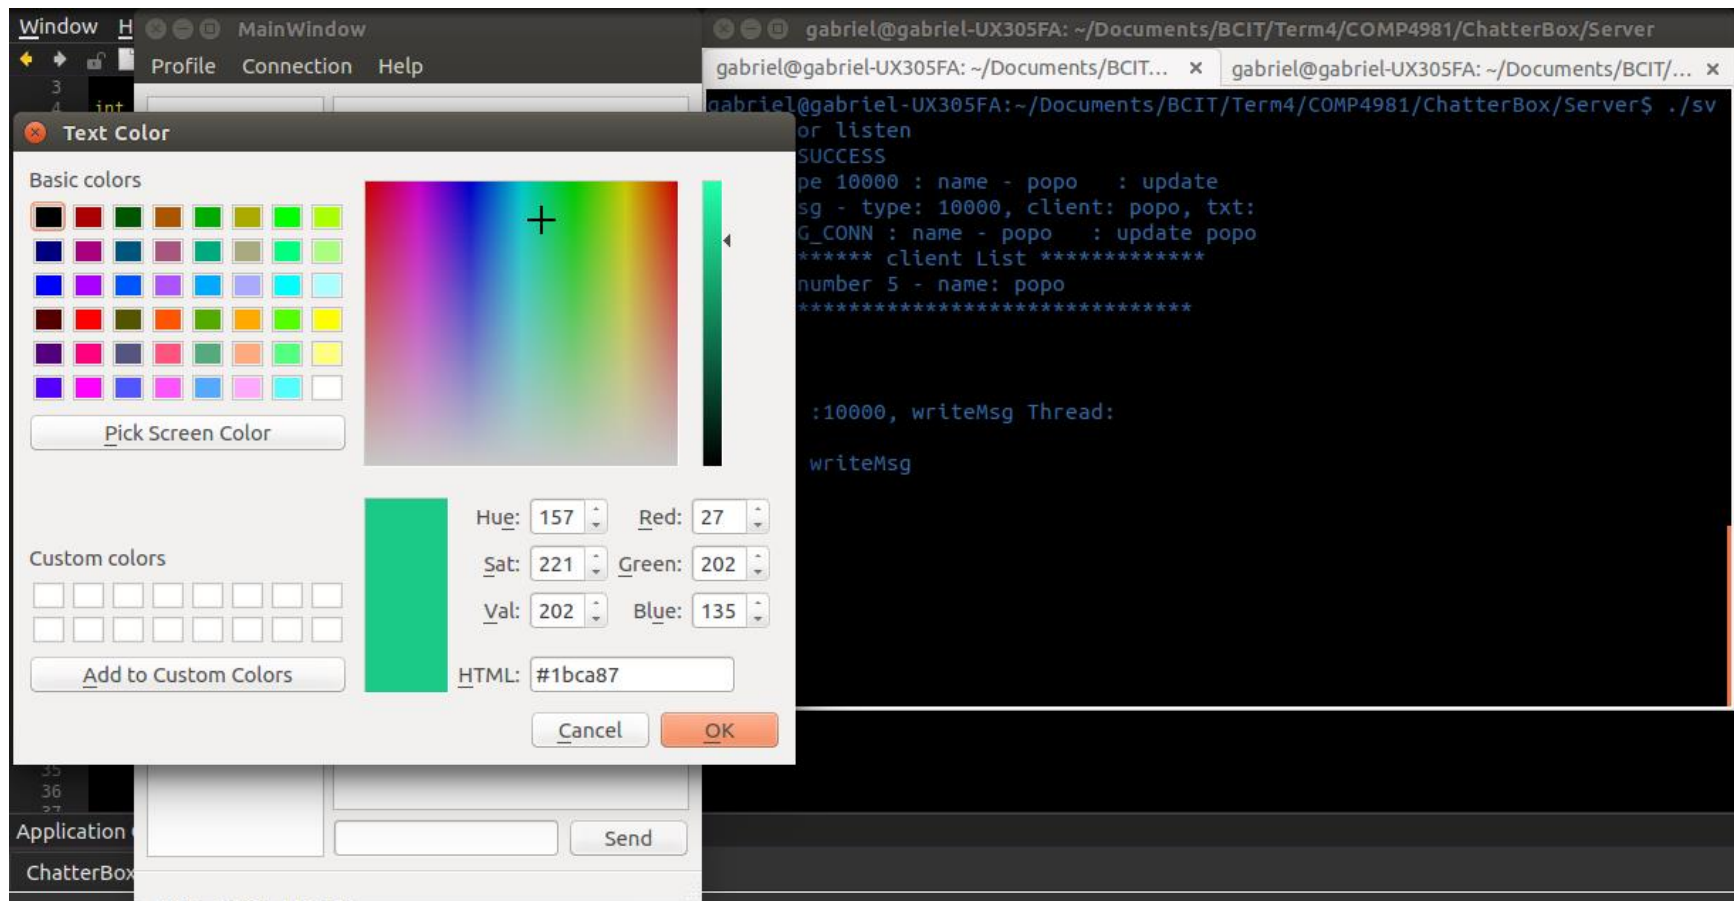 Window H
MainWindow
gabriel@gabriel-UX305FA: ~/Documents/BCIT/Term4/COMP4981/ChatterBox/Server
Profile Connection Help
gabriel@gabriel-UX305FA: ~/Documents/BCIT... ×
gabriel@gabriel-UX305FA: ~/Documents/BCIT/... ×
3
4 int
gabriel@gabriel-UX305FA:~/Documents/BCIT/Term4/COMP4981/ChatterBox/Server$ ./sv
or listen
SUCCESS
pe 10000 : name - popo : update
sg - type: 10000, client: popo, txt:
G_CONN : name - popo : update popo
****** client List *************
number 5 - name: popo
*******************************
:10000, writeMsg Thread:
writeMsg
Text Color
Basic colors
Pick Screen Color
Custom colors
Add to Custom Colors
Hue: 157 Red: 27
Sat: 221 Green: 202
Val: 202 Blue: 135
HTML: #1bca87
Cancel OK
35
36
37
Application
Send
ChatterBox